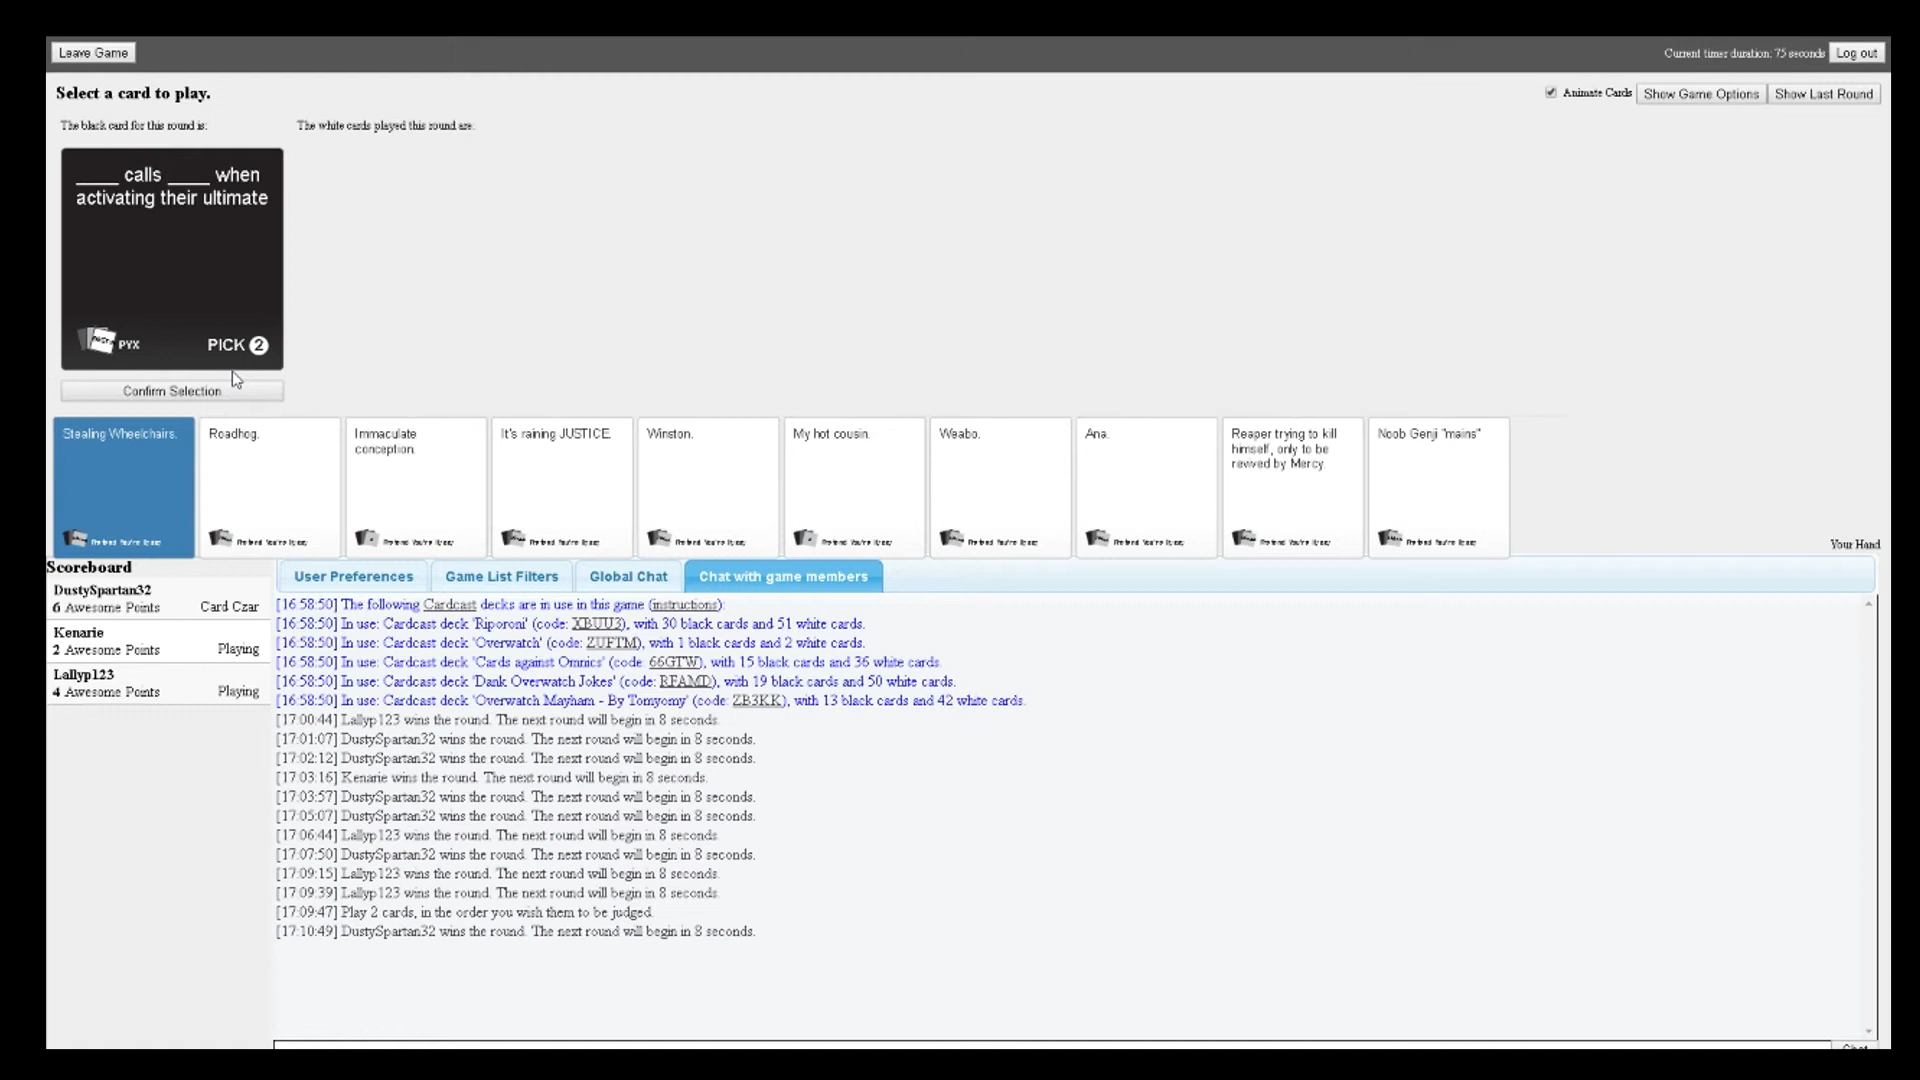 Leave Game
Current timer duration: 75 seconds
Log out
Select a card to play.
Animate Cards
Show Game Options
Show Last Round
The black card for this round is:
The white cards played this round are:
____ calls ____ when
activating their ultimate
PYX
PICK 2
Confirm Selection
Stealing Wheelchairs.
Roadhog.
Immaculate
conception.
It's raining JUSTICE.
Winston.
My hot cousin.
Weabo.
Ana.
Reaper trying to kill
himself, only to be
revived by Mercy.
Noob Genji "mains"
Your Hand
Scoreboard
DustySpartan32
6 Awesome Points Card Czar
Kenarie
2 Awesome Points Playing
Lallyp123
4 Awesome Points Playing
User Preferences
Game List Filters
Global Chat
Chat with game members
[16:58:50] The following Cardcast decks are in use in this game (instructions):
[16:58:50] In use: Cardcast deck 'Riporoni' (code: XBUU3), with 30 black cards and 51 white cards.
[16:58:50] In use: Cardcast deck 'Overwatch' (code: ZUFTM), with 1 black cards and 2 white cards.
[16:58:50] In use: Cardcast deck 'Cards against Omnics' (code: 66GTW), with 15 black cards and 36 white cards.
[16:58:50] In use: Cardcast deck 'Dank Overwatch Jokes' (code: RFAMD), with 19 black cards and 50 white cards.
[16:58:50] In use: Cardcast deck 'Overwatch Mayham - By Tomyomy' (code: ZB3KK), with 13 black cards and 42 white cards.
[17:00:44] Lallyp123 wins the round. The next round will begin in 8 seconds.
[17:01:07] DustySpartan32 wins the round. The next round will begin in 8 seconds.
[17:02:12] DustySpartan32 wins the round. The next round will begin in 8 seconds.
[17:03:16] Kenarie wins the round. The next round will begin in 8 seconds.
[17:03:57] DustySpartan32 wins the round. The next round will begin in 8 seconds.
[17:05:07] DustySpartan32 wins the round. The next round will begin in 8 seconds.
[17:06:44] Lallyp123 wins the round. The next round will begin in 8 seconds.
[17:07:50] DustySpartan32 wins the round. The next round will begin in 8 seconds.
[17:09:15] Lallyp123 wins the round. The next round will begin in 8 seconds.
[17:09:39] Lallyp123 wins the round. The next round will begin in 8 seconds.
[17:09:47] Play 2 cards, in the order you wish them to be judged.
[17:10:49] DustySpartan32 wins the round. The next round will begin in 8 seconds.